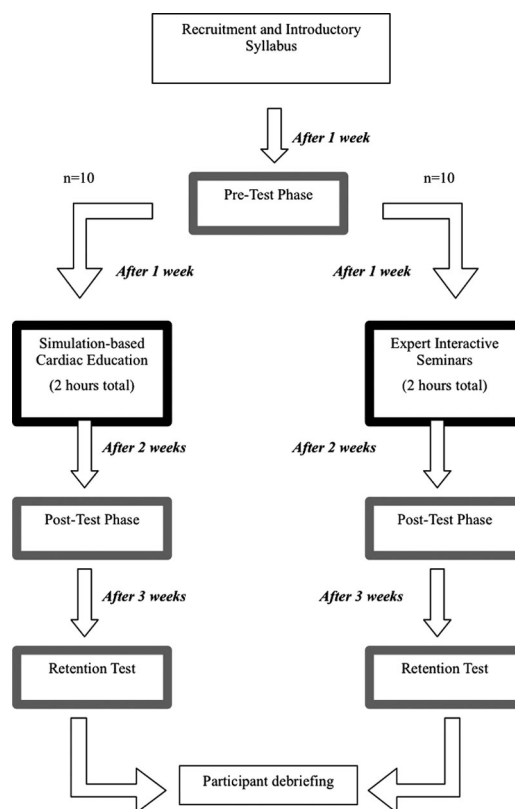 Recruitment and Introductory
Syllabus
After 1 week
n=10
n=10
Pre-Test Phase
After 1 week
After 1 week
Simulation-based
Cardiac Education
(2 hours total)
Expert Interactive
Seminars
(2 hours total)
After 2 weeks
After 2 weeks
Post-Test Phase
Post-Test Phase
After 3 weeks
After 3 weeks
Retention Test
Retention Test
Participant debriefing